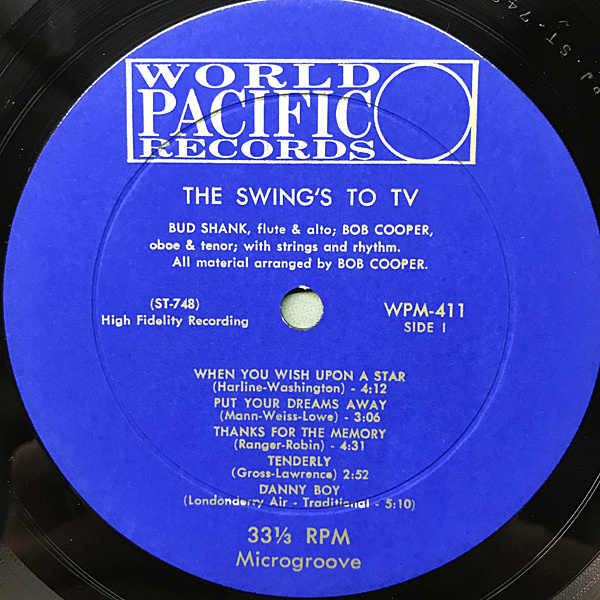 WORLD
PACIFIC
RECORDS
THE SWING'S TO TV
BUD SHANK, flute & alto; BOB COOPER,
oboe & tenor; with strings and rhythm.
All material arranged by BOB COOPER.
(ST-748)
High Fidelity Recording
WPM-411
SIDE I
WHEN YOU WISH UPON A STAR
(Harline-Washington) - 4:12
PUT YOUR DREAMS AWAY
(Mann-Weiss-Lowe) - 3:06
THANKS FOR THE MEMORY
(Ranger-Robin) - 4:31
TENDERLY
(Gross-Lawrence) 2:52
DANNY BOY
(Londonderry Air - Traditional - 5:10)
33⅓ RPM
Microgroove